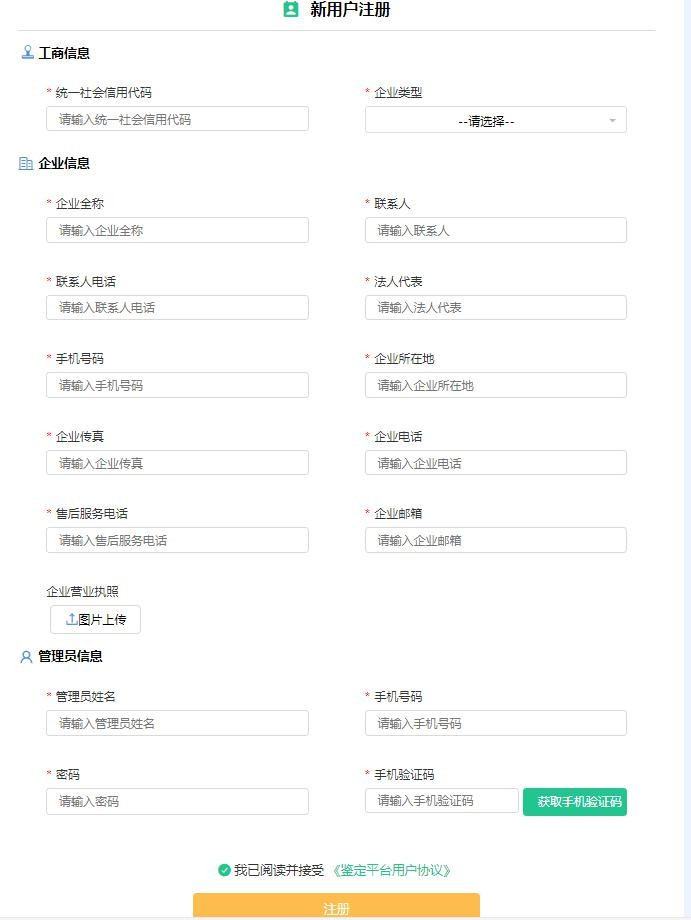 新用户注册
工商信息
* 统一社会信用代码
* 企业类型
请输入统一社会信用代码
--请选择--
企业信息
* 企业全称
* 联系人
请输入企业全称
请输入联系人
* 联系人电话
* 法人代表
请输入联系人电话
请输入法人代表
* 手机号码
* 企业所在地
请输入手机号码
请输入企业所在地
* 企业传真
* 企业电话
请输入企业传真
请输入企业电话
* 售后服务电话
* 企业邮箱
请输入售后服务电话
请输入企业邮箱
企业营业执照
图片上传
管理员信息
* 管理员姓名
* 手机号码
请输入管理员姓名
请输入手机号码
* 密码
* 手机验证码
请输入密码
请输入手机验证码
获取手机验证码
我已阅读并接受 《鉴定平台用户协议》
注册